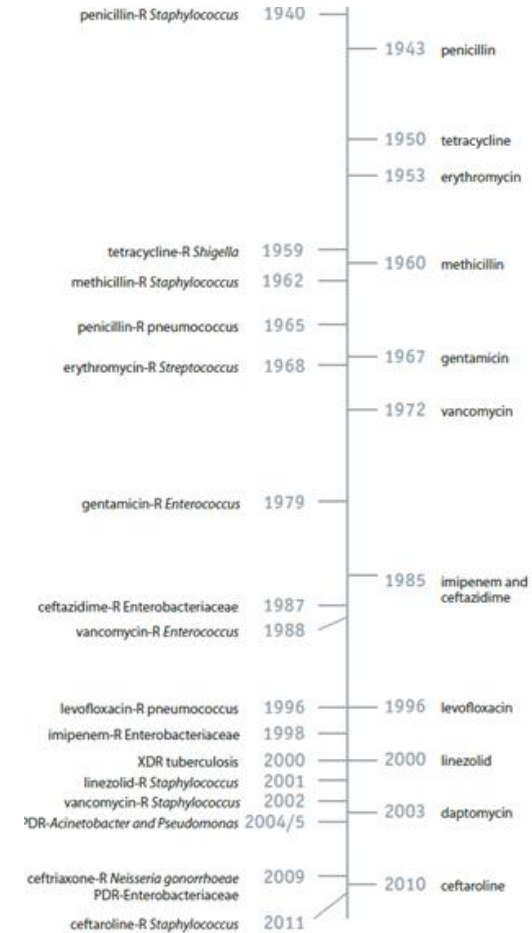 penicillin-R Staphylococcus 1940
1943 penicillin
1950 tetracycline
1953 erythromycin
tetracycline-R Shigella 1959
1960 methicillin
methicillin-R Staphylococcus 1962
penicillin-R pneumococcus 1965
1967 gentamicin
erythromycin-R Streptococcus 1968
1972 vancomycin
gentamicin-R Enterococcus 1979
1985 imipenem and
ceftazidime
ceftazidime-R Enterobacteriaceae 1987
vancomycin-R Enterococcus 1988
levofloxacin-R pneumococcus 1996 1996 levofloxacin
imipenem-R Enterobacteriaceae 1998
XDR tuberculosis 2000 2000 linezolid
linezolid-R Staphylococcus 2001
vancomycin-R Staphylococcus 2002
2003 daptomycin
PDR-Acinetobacter and Pseudomonas 2004/5
ceftriaxone-R Neisseria gonorrhoeae 2009
PDR-Enterobacteriaceae
2010 ceftaroline
ceftaroline-R Staphylococcus 2011